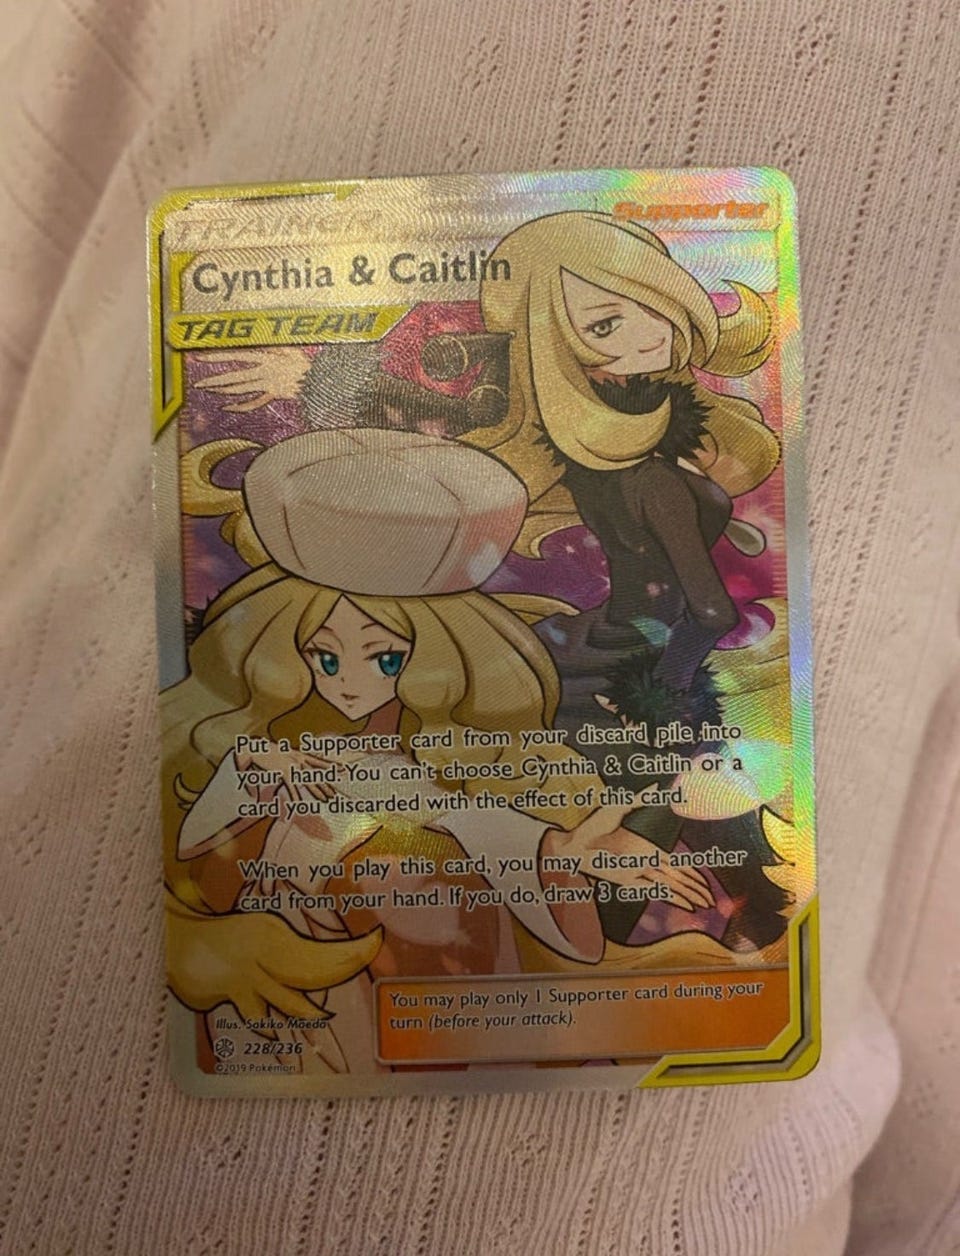 TRAINER
Supporter
Cynthia & Caitlin
TAG TEAM
Put a Supporter card from your discard pile into
your hand. You can't choose Cynthia & Caitlin or a
card you discarded with the effect of this card.
When you play this card, you may discard another
card from your hand. If you do, draw 3 cards.
You may play only 1 Supporter card during your
turn (before your attack).
Illus. Sakiko Maeda
228/236
©2019 Pokémon